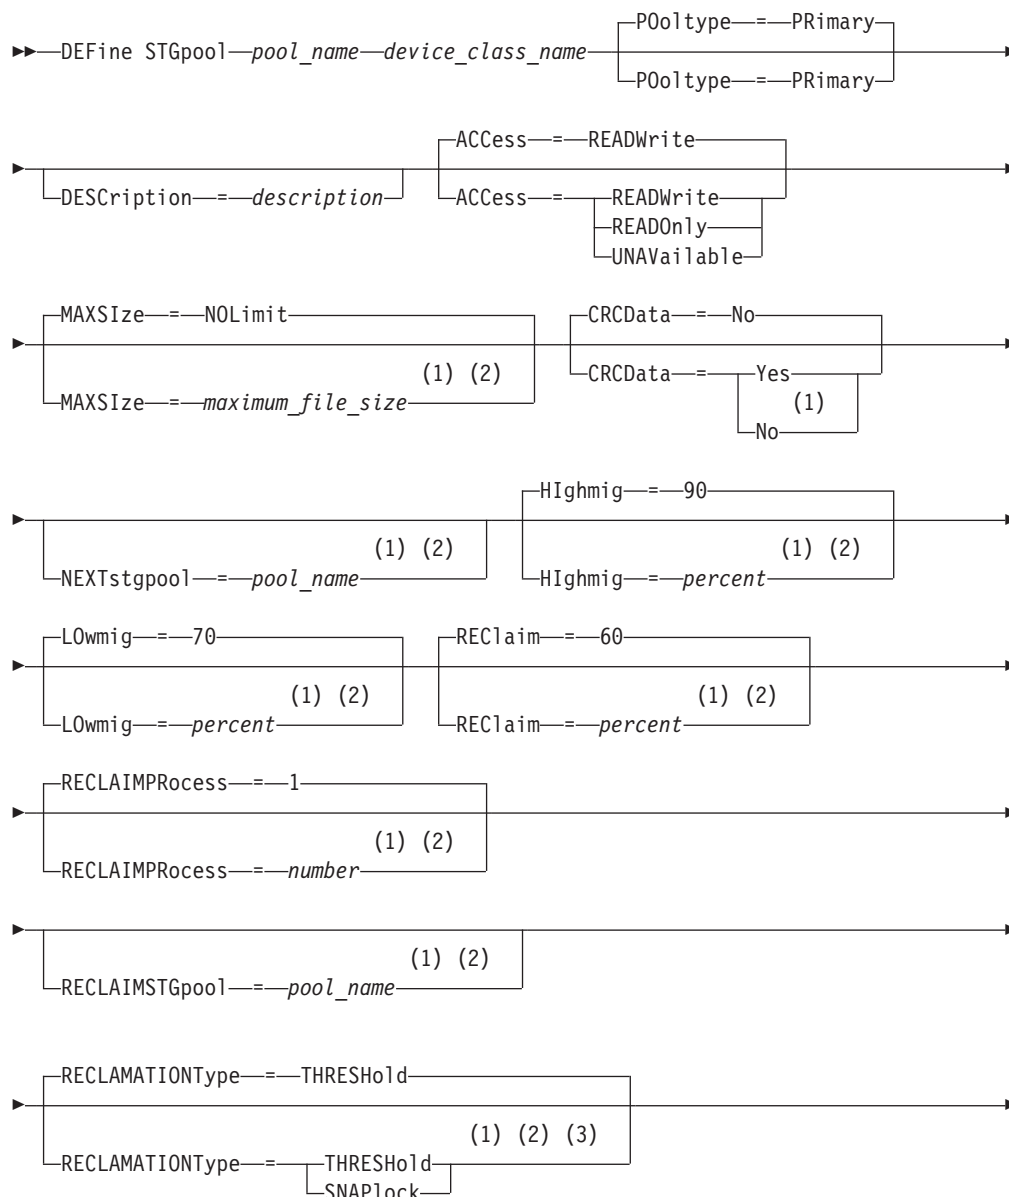 POoltype = PRimary
DEFine STGpool pool_name device_class_name
POoltype = PRimary
ACCess = READWrite
DESCription = description
ACCess = READWrite
READOnly
UNAVailable
MAXSIze = NOLimit
CRCData = No
(1) (2)
MAXSIze = maximum_file_size
CRCData = Yes
(1)
No
HIghmig = 90
(1) (2)
(1) (2)
NEXTstgpool = pool_name
HIghmig = percent
LOwmig = 70
REClaim = 60
(1) (2)
(1) (2)
LOwmig = percent
REClaim = percent
RECLAIMPRocess = 1
(1) (2)
RECLAIMPRocess = number
(1) (2)
RECLAIMSTGpool = pool_name
RECLAMATIONType = THRESHold
(1) (2) (3)
RECLAMATIONType = THRESHold
SNAPlock